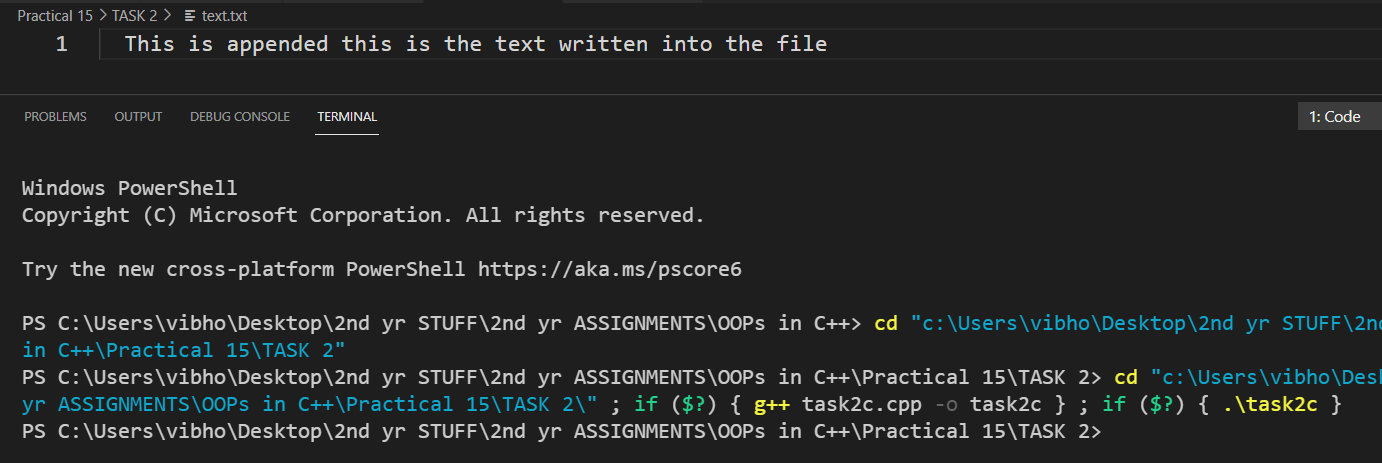 Practical 15 > TASK 2 > text.txt
1 This is appended this is the text written into the file
PROBLEMS OUTPUT DEBUG CONSOLE TERMINAL 1: Code
Windows PowerShell
Copyright (C) Microsoft Corporation. All rights reserved.
Try the new cross-platform PowerShell https://aka.ms/pscore6
PS C:\Users\vibho\Desktop\2nd yr STUFF\2nd yr ASSIGNMENTS\OOPs in C++> cd "c:\Users\vibho\Desktop\2nd yr STUFF\2nd
in C++\Practical 15\TASK 2"
PS C:\Users\vibho\Desktop\2nd yr STUFF\2nd yr ASSIGNMENTS\OOPs in C++\Practical 15\TASK 2> cd "c:\Users\vibho\Desk
yr ASSIGNMENTS\OOPs in C++\Practical 15\TASK 2\" ; if ($?) { g++ task2c.cpp -o task2c } ; if ($?) { .\task2c }
PS C:\Users\vibho\Desktop\2nd yr STUFF\2nd yr ASSIGNMENTS\OOPs in C++\Practical 15\TASK 2>